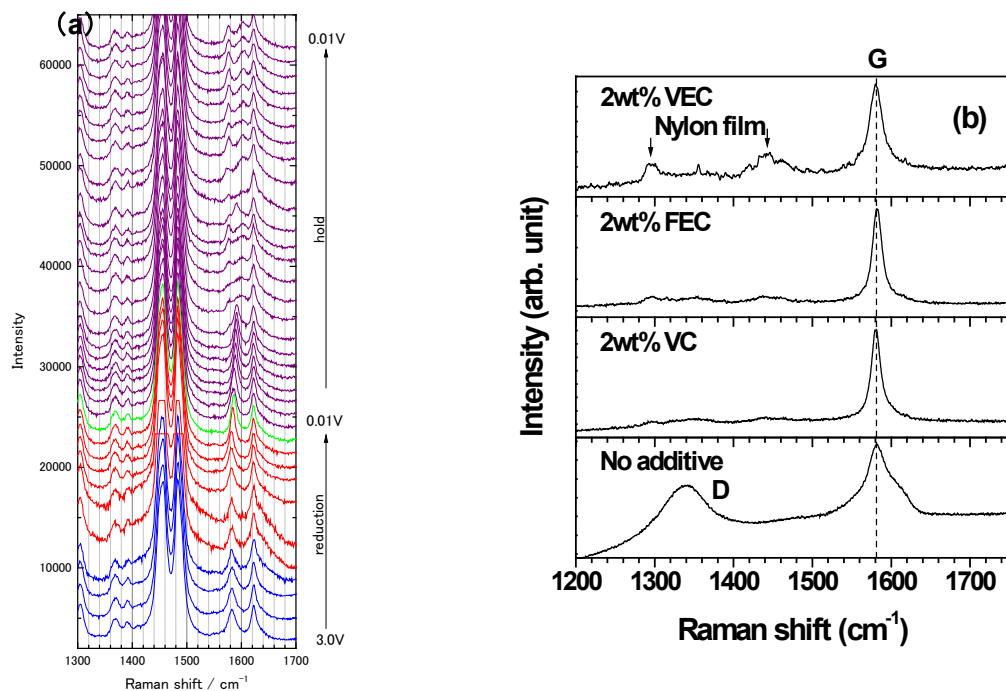 (a)
0.01V
60000
50000
40000
30000
20000
10000
Intensity
hold
0.01V
reduction
3.0V
1300 1400 1500 1600 1700
Raman shift / cm⁻¹
G
2wt% VEC
(b)
Nylon film
2wt% FEC
2wt% VC
No additive
D
Intensity (arb. unit)
1200 1300 1400 1500 1600 1700
Raman shift (cm⁻¹)